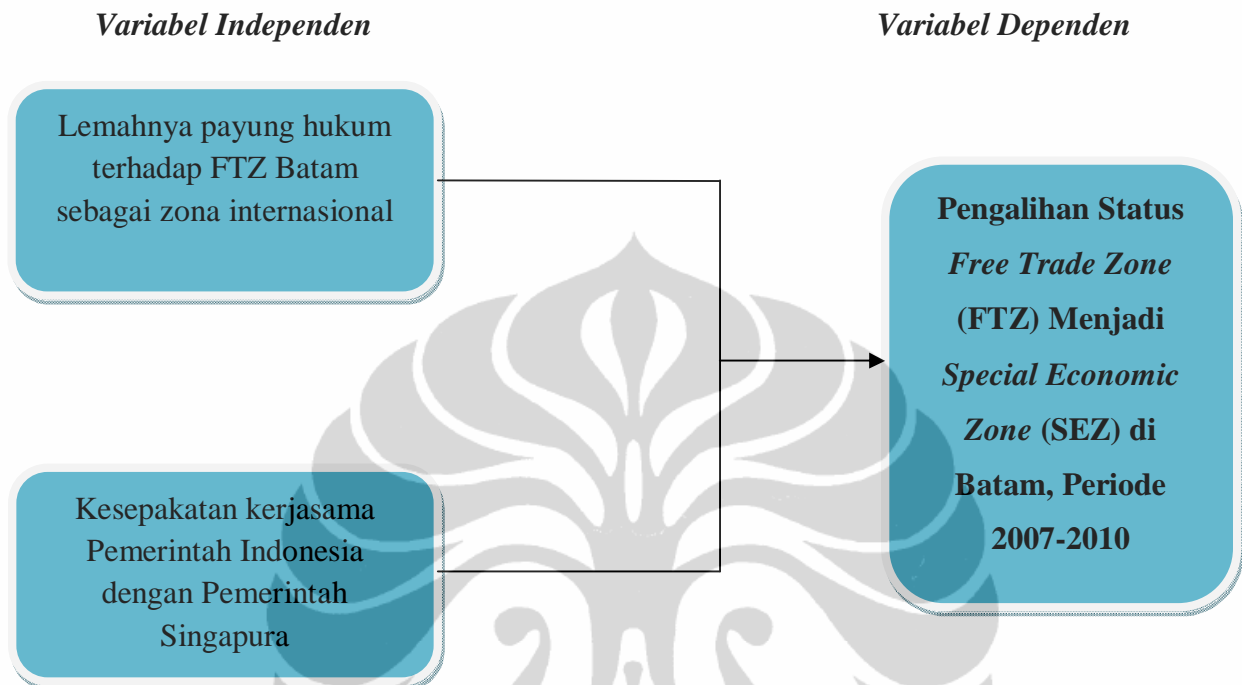 Variabel Independen
Variabel Dependen
Lemahnya payung hukum
terhadap FTZ Batam
sebagai zona internasional
Kesepakatan kerjasama
Pemerintah Indonesia
dengan Pemerintah
Singapura
Pengalihan Status
Free Trade Zone
(FTZ) Menjadi
Special Economic
Zone (SEZ) di
Batam, Periode
2007-2010